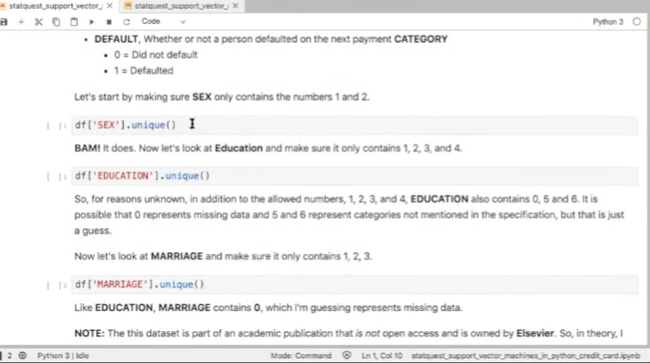 statquest_support_vector_
statquest_support_vector_
Code
Python 3
• DEFAULT, Whether or not a person defaulted on the next payment CATEGORY
▪ 0 = Did not default
▪ 1 = Defaulted
Let's start by making sure SEX only contains the numbers 1 and 2.
[ ]: df['SEX'].unique()
BAM! It does. Now let's look at Education and make sure it only contains 1, 2, 3, and 4.
[ ]: df['EDUCATION'].unique()
So, for reasons unknown, in addition to the allowed numbers, 1, 2, 3, and 4, EDUCATION also contains 0, 5 and 6. It is
possible that 0 represents missing data and 5 and 6 represent categories not mentioned in the specification, but that is just
a guess.
Now let's look at MARRIAGE and make sure it only contains 1, 2, 3.
[ ]: df['MARRIAGE'].unique()
Like EDUCATION, MARRIAGE contains 0, which I'm guessing represents missing data.
NOTE: The this dataset is part of an academic publication that is not open access and is owned by Elsevier. So, in theory, I
2 Python 3 | Idle Mode: Command Ln 1, Col 10 statquest_support_vector_machines_in_python_credit_card.ipynb